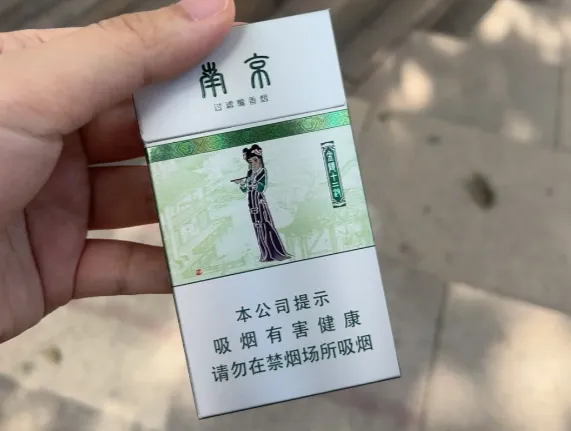 南京
过滤嘴香烟
金陵十二钗
本公司提示
吸烟有害健康
请勿在禁烟场所吸烟